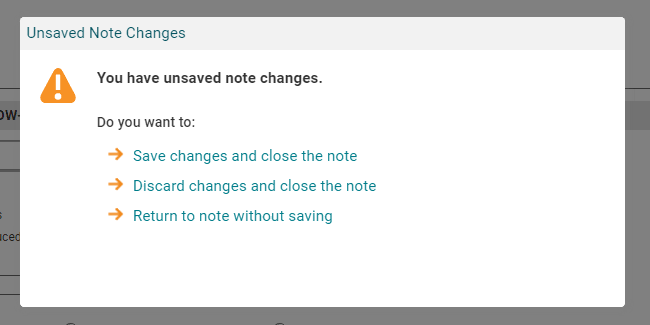 Unsaved Note Changes
You have unsaved note changes.
Do you want to:
Save changes and close the note
Discard changes and close the note
Return to note without saving